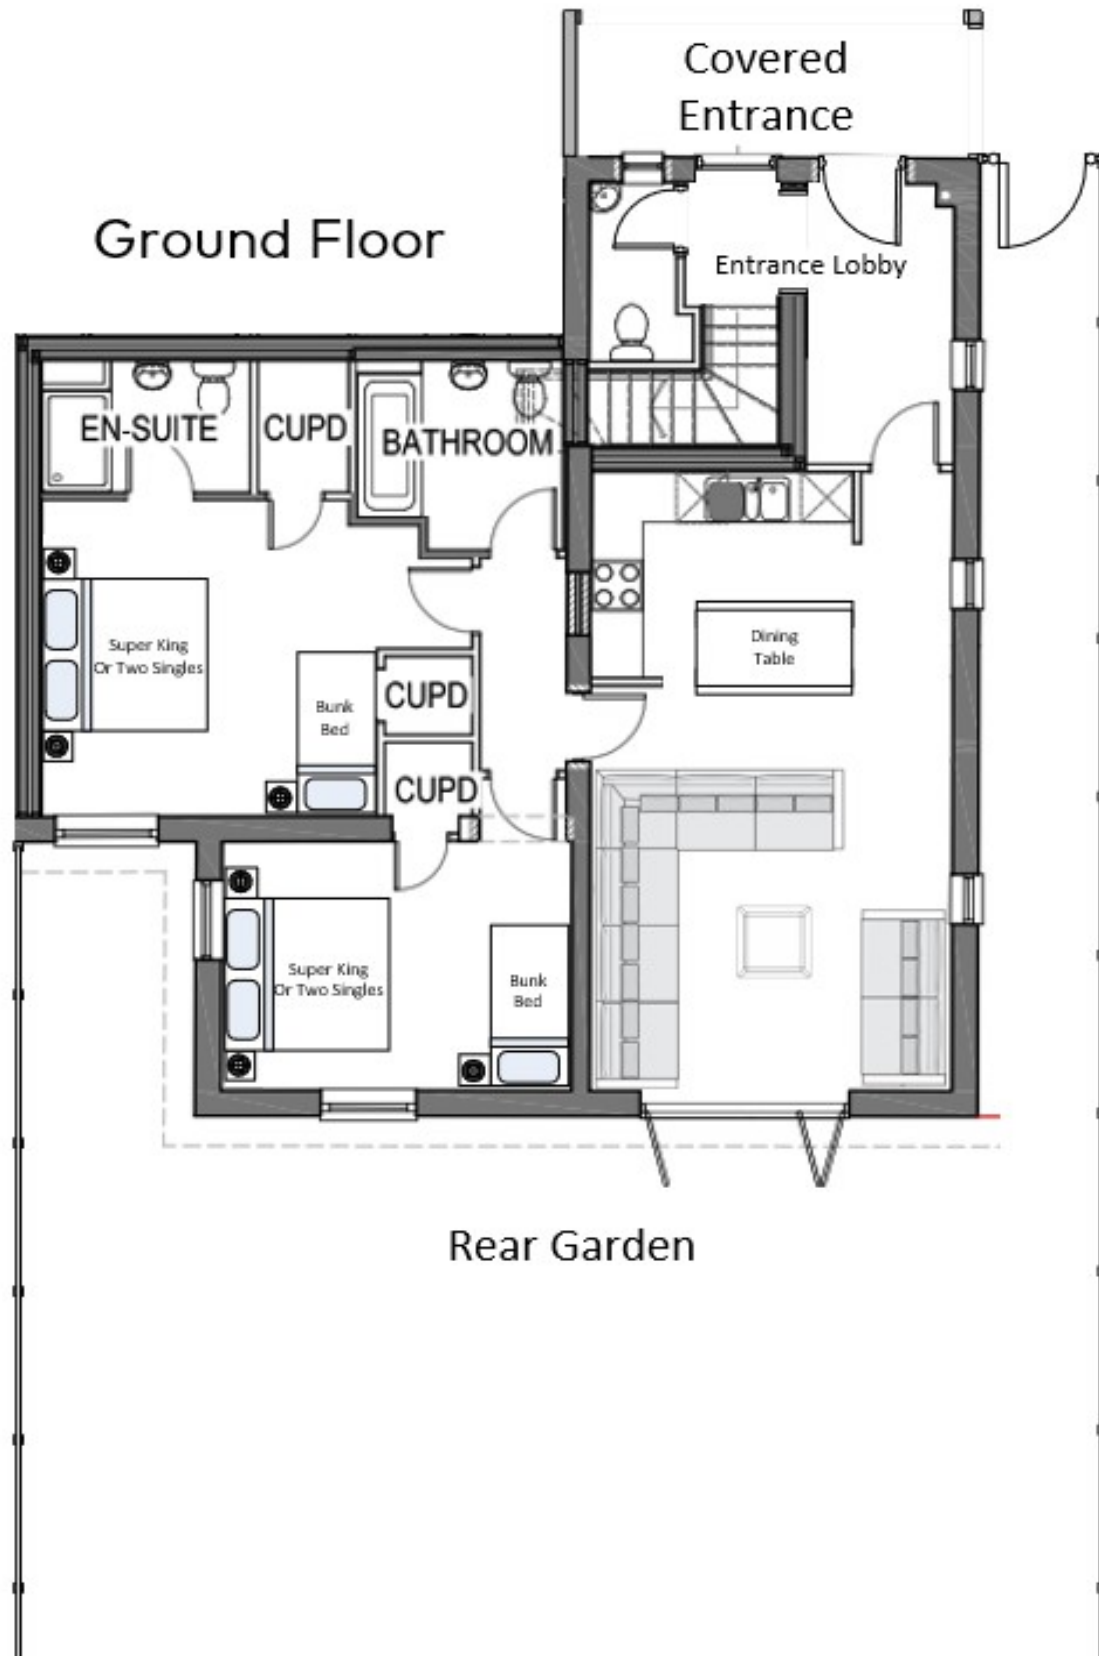 Covered
Entrance
Ground Floor
Entrance Lobby
EN-SUITE
CUPD
BATHROOM
Super King
Or Two Singles
Dining
Table
Bunk
Bed
CUPD
CUPD
Super King
Or Two Singles
Bunk
Bed
Rear Garden